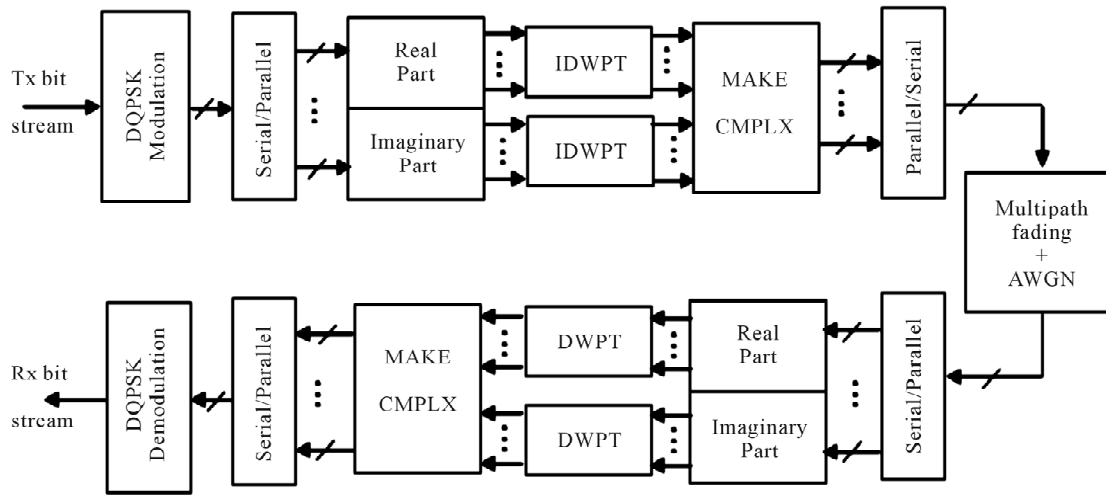 Tx bit
stream
DQPSK
Modulation
Serial/Parallel
Real
Part
Imaginary
Part
IDWPT
IDWPT
MAKE
CMPLX
Parallel/Serial
Multipath
fading
+
AWGN
Rx bit
stream
DQPSK
Demodulation
Serial/Parallel
MAKE
CMPLX
DWPT
DWPT
Real
Part
Imaginary
Part
Serial/Parallel